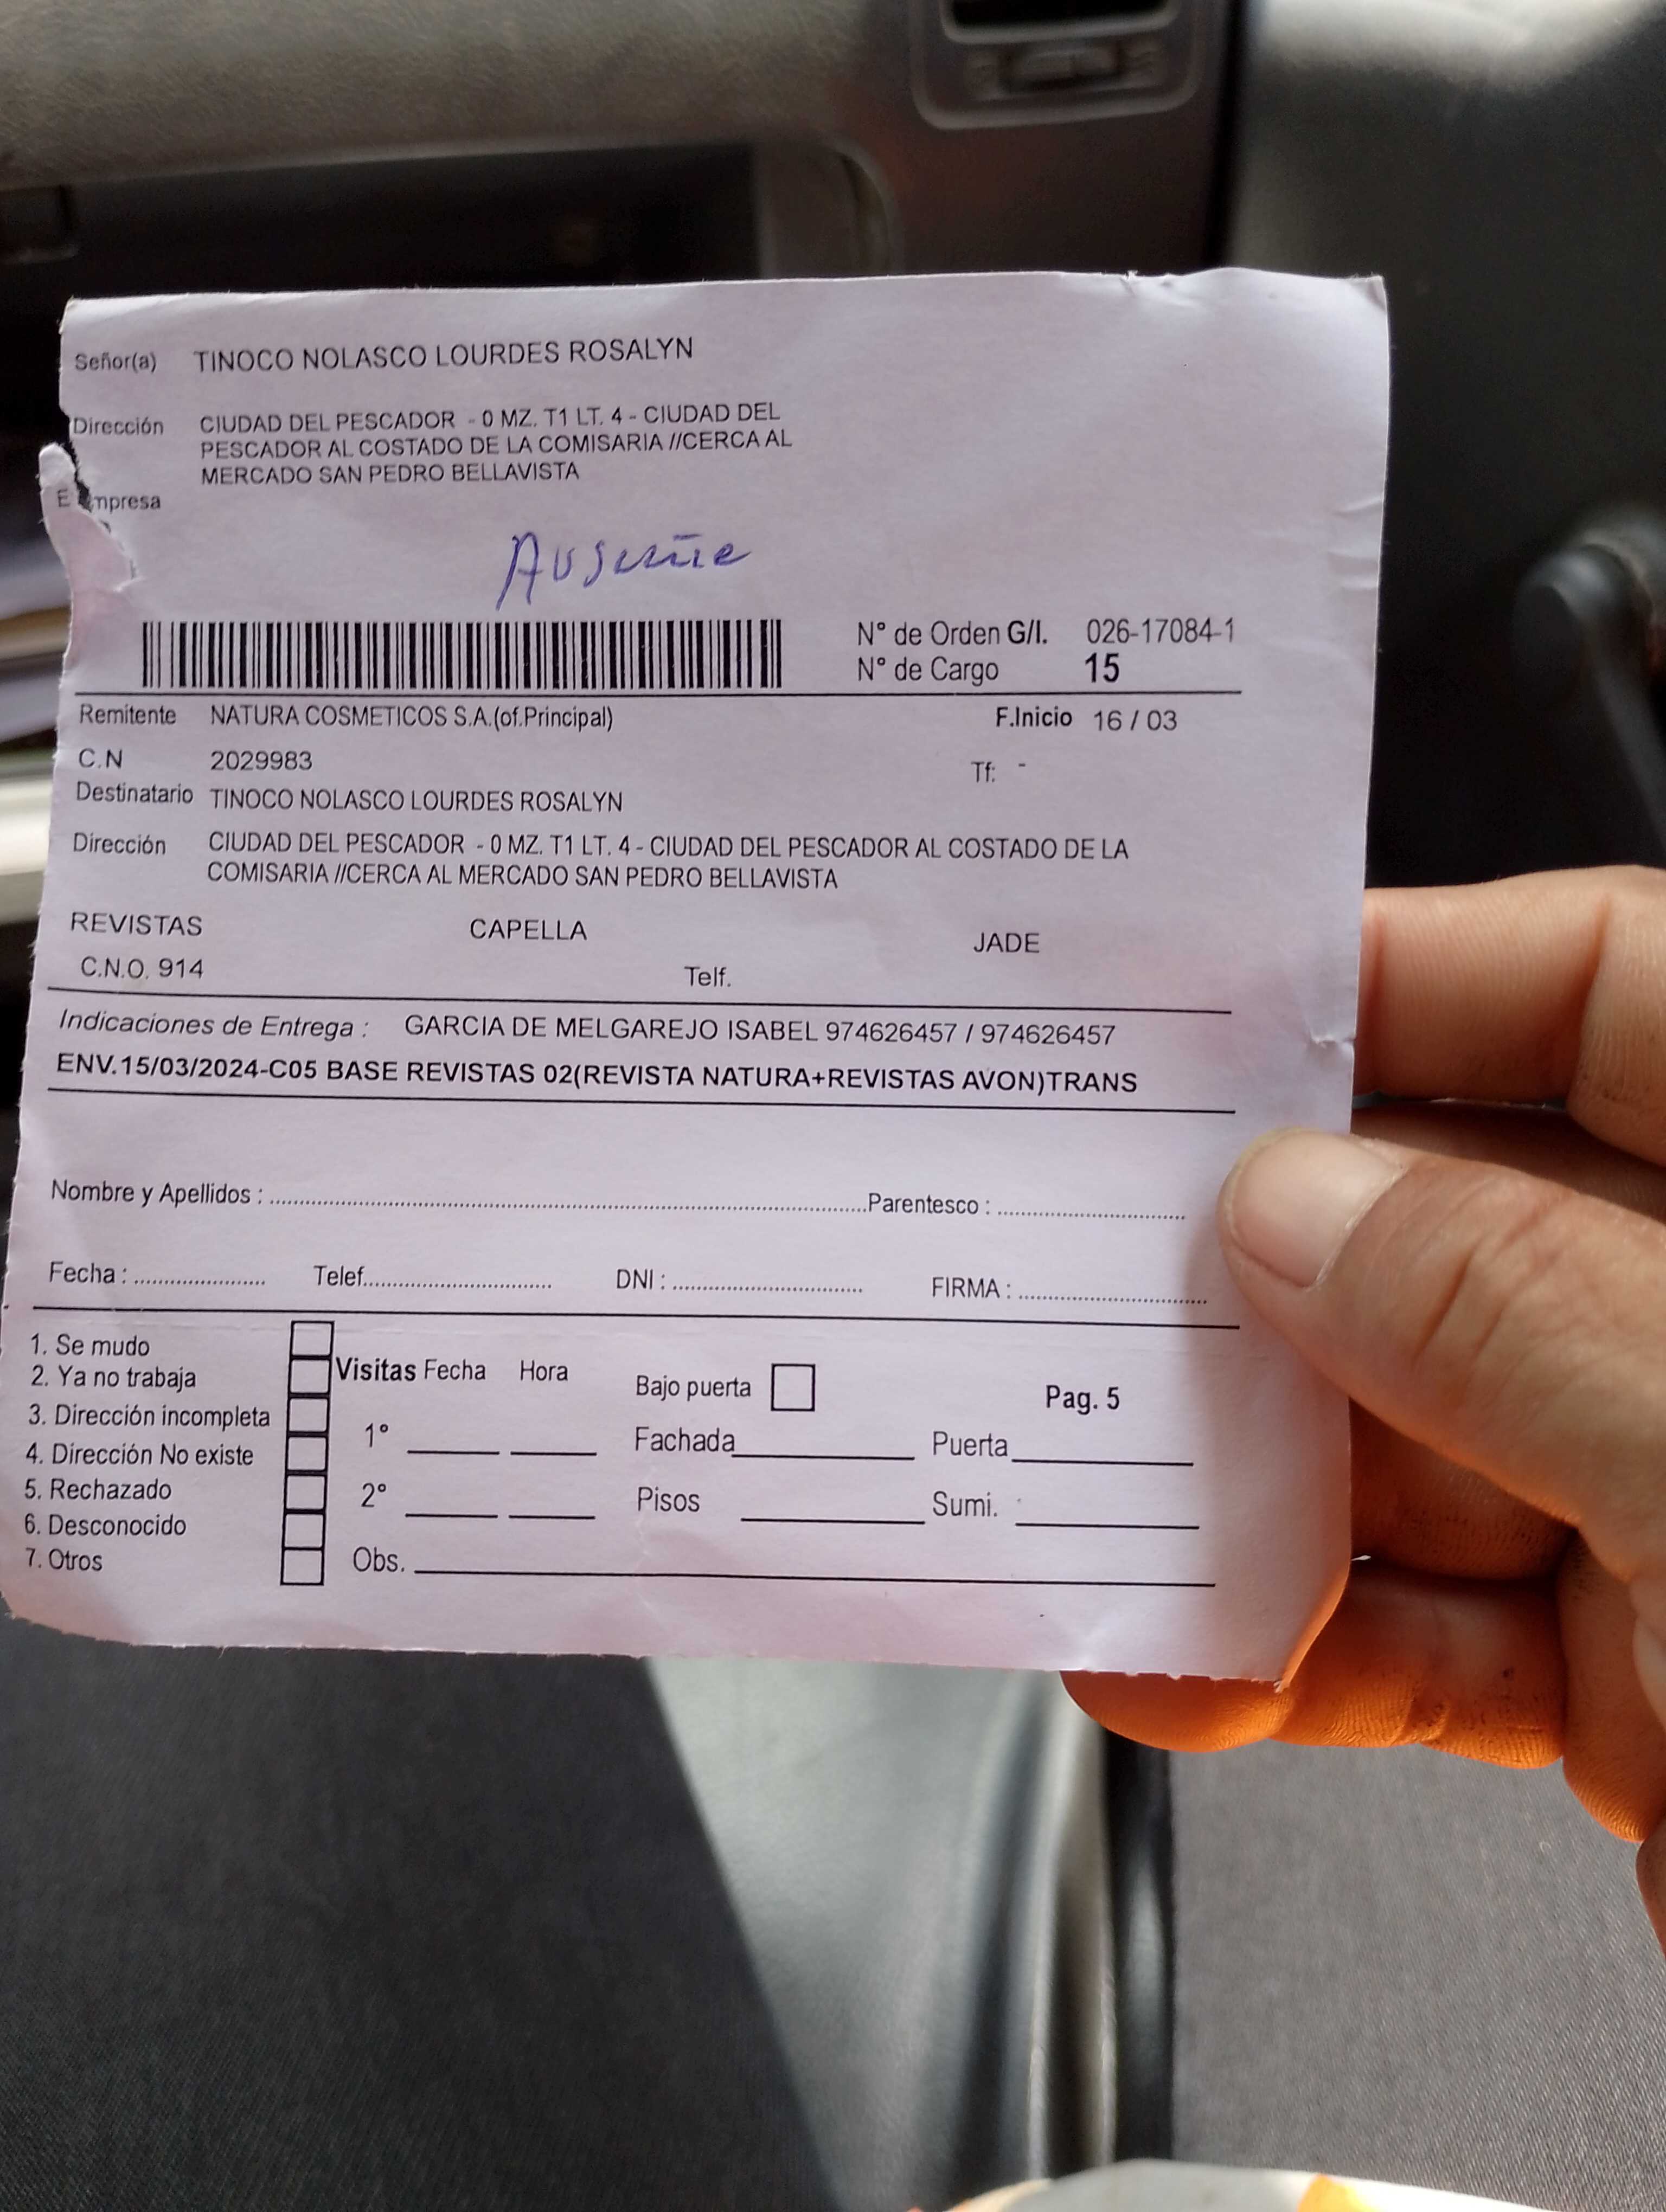 Señor(a) TINOCO NOLASCO LOURDES ROSALYN
Dirección CIUDAD DEL PESCADOR - 0 MZ. T1 LT. 4 - CIUDAD DEL
PESCADOR AL COSTADO DE LA COMISARIA //CERCA AL
MERCADO SAN PEDRO BELLAVISTA
Empresa
N° de Orden G/I. 026-17084-1
N° de Cargo 15
Remitente NATURA COSMETICOS S.A.(of.Principal) F.Inicio 16 / 03
C.N 2029983 Tf: -
Destinatario TINOCO NOLASCO LOURDES ROSALYN
Dirección CIUDAD DEL PESCADOR - 0 MZ. T1 LT. 4 - CIUDAD DEL PESCADOR AL COSTADO DE LA
COMISARIA //CERCA AL MERCADO SAN PEDRO BELLAVISTA
REVISTAS CAPELLA JADE
C.N.O. 914 Telf.
Indicaciones de Entrega : GARCIA DE MELGAREJO ISABEL 974626457 / 974626457
ENV.15/03/2024-C05 BASE REVISTAS 02(REVISTA NATURA+REVISTAS AVON)TRANS
Nombre y Apellidos : Parentesco :
Fecha : Telef. DNI : FIRMA :
1. Se mudo
2. Ya no trabaja
3. Dirección incompleta
4. Dirección No existe
5. Rechazado
6. Desconocido
7. Otros
Visitas Fecha Hora Bajo puerta Pag. 5
1° Fachada Puerta
2° Pisos Sumi.
Obs.